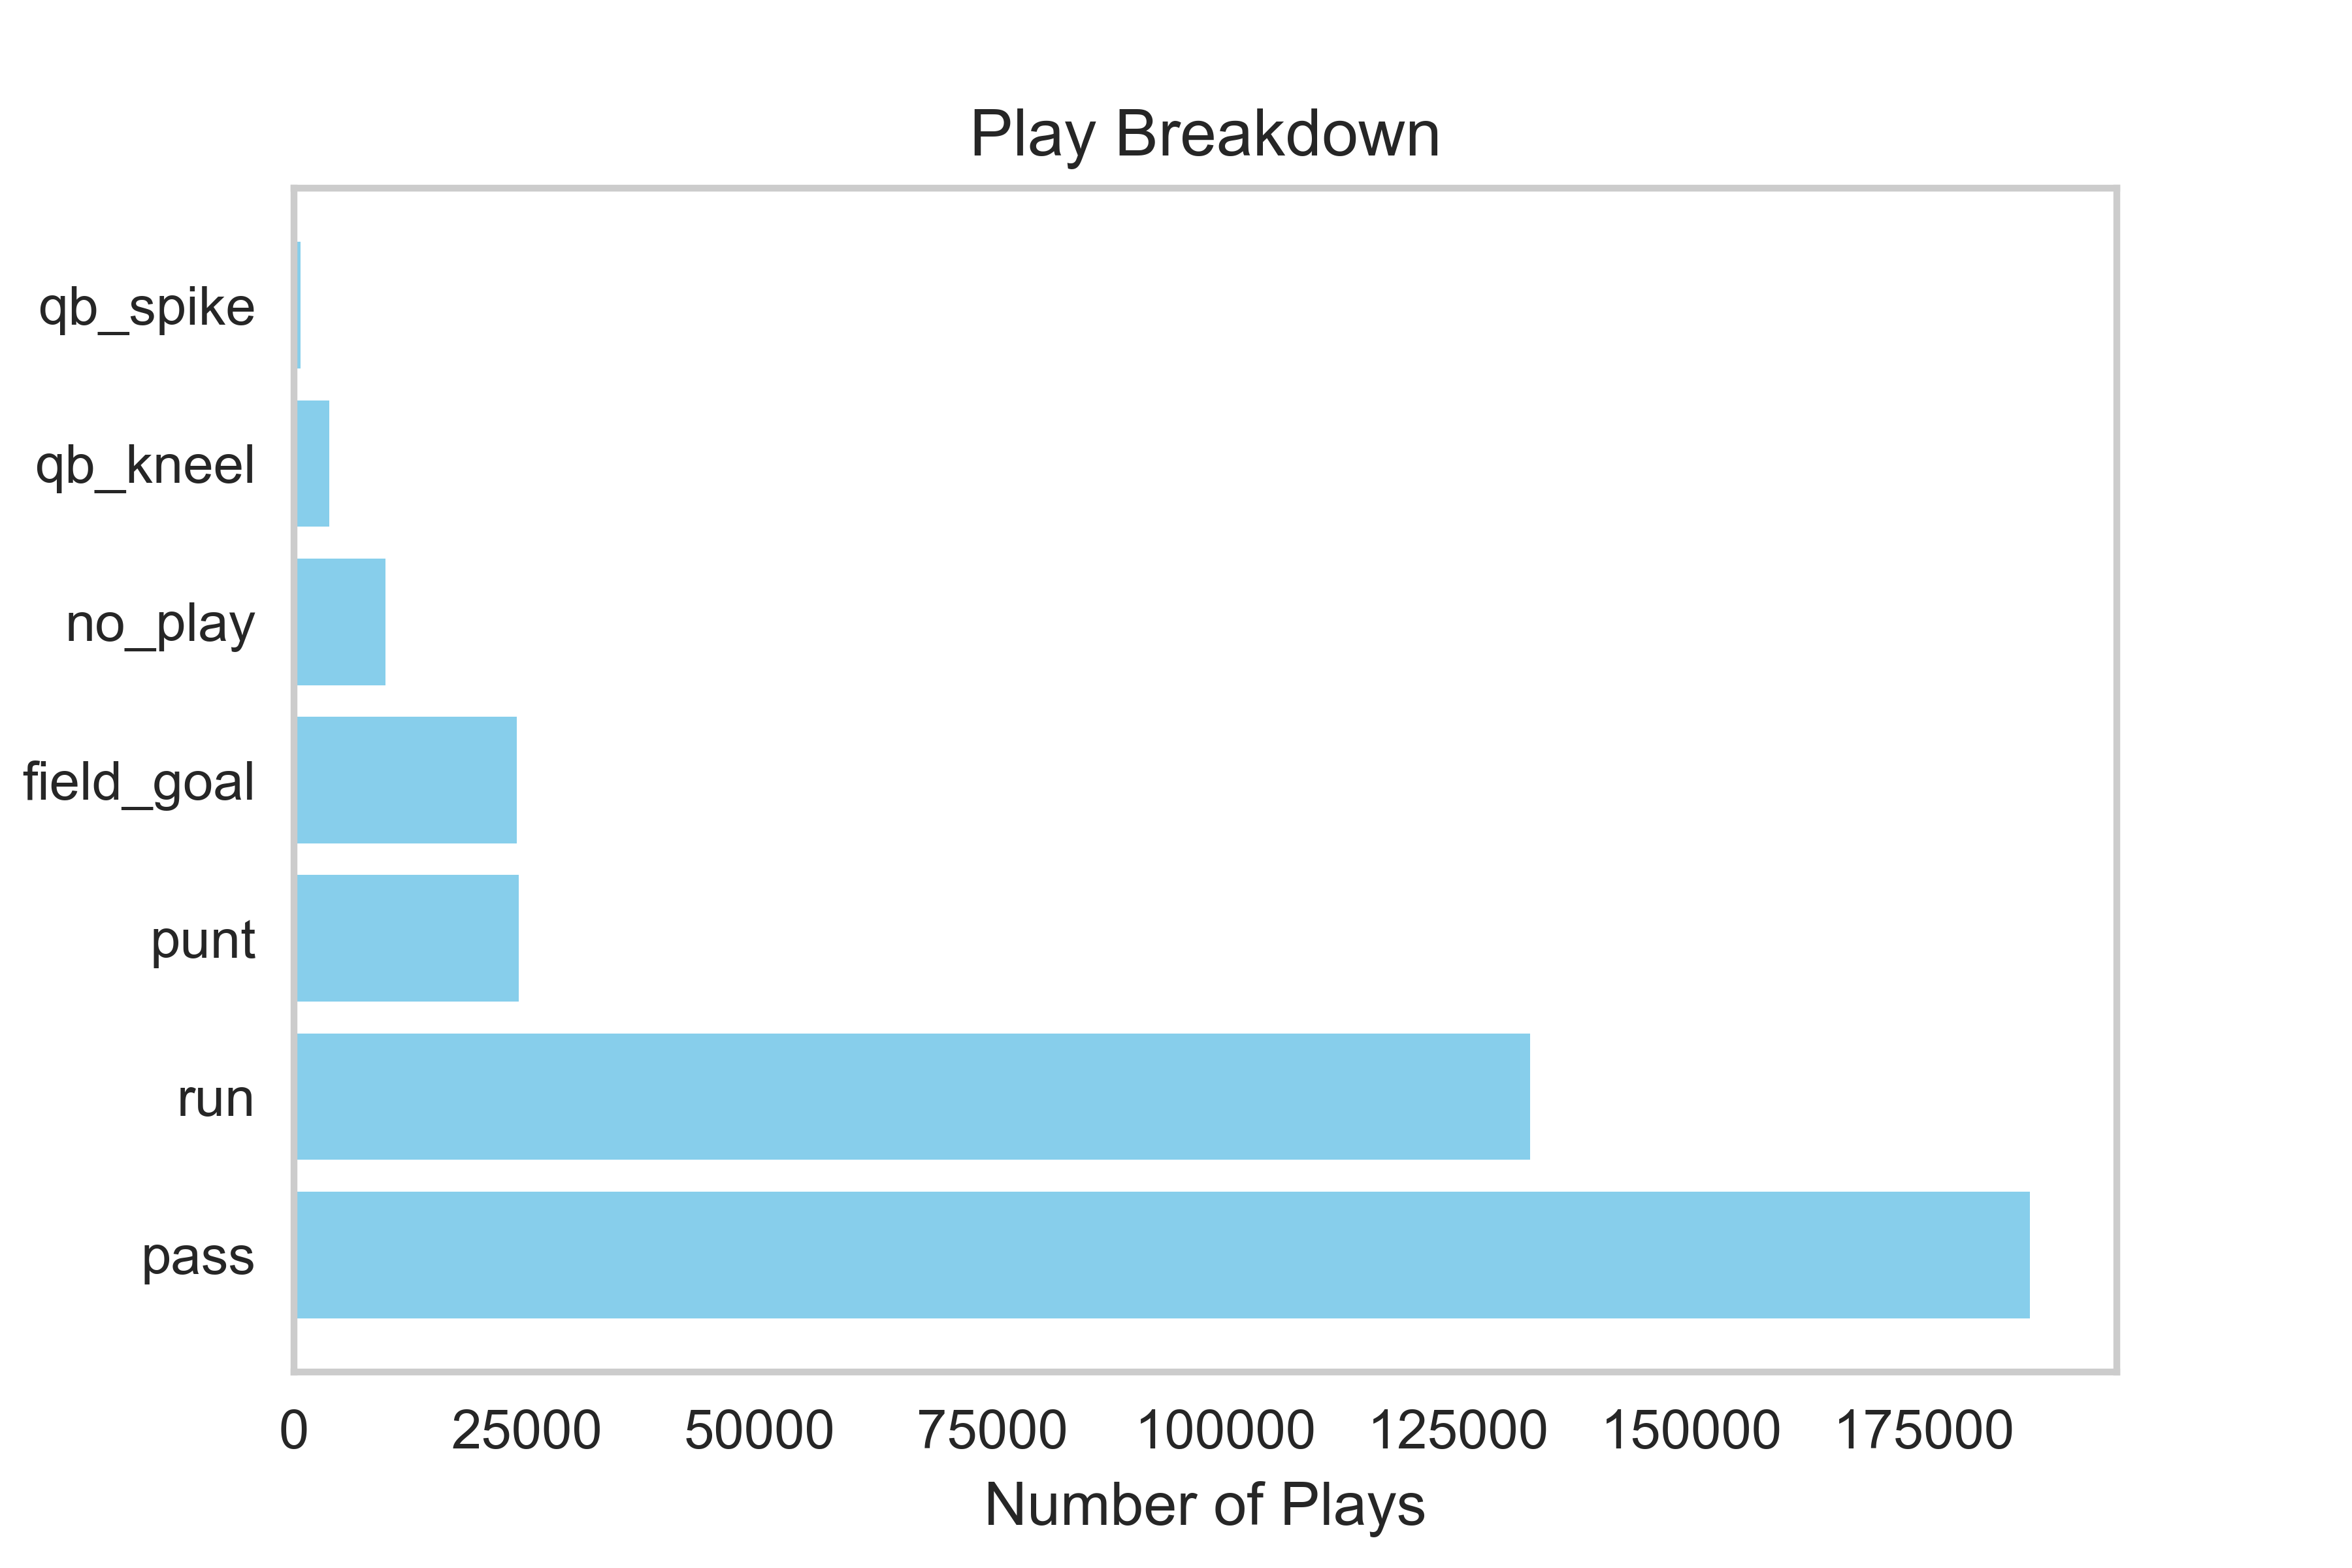 Play Breakdown
qb_spike
qb_kneel
no_play
field_goal
punt
run
pass
0 25000 50000 75000 100000 125000 150000 175000
Number of Plays